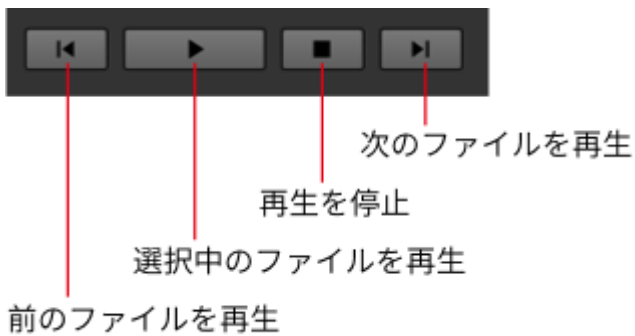 次のファイルを再生
再生を停止
選択中のファイルを再生
前のファイルを再生